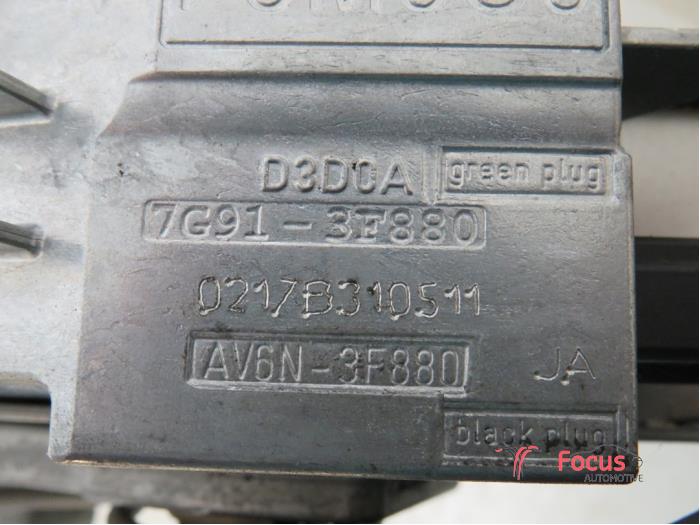 D3D0A green plug
7G91-3F880
0217B310511
AV6N-3F880 JA
black plug
Focus
AUTOMOTIVE